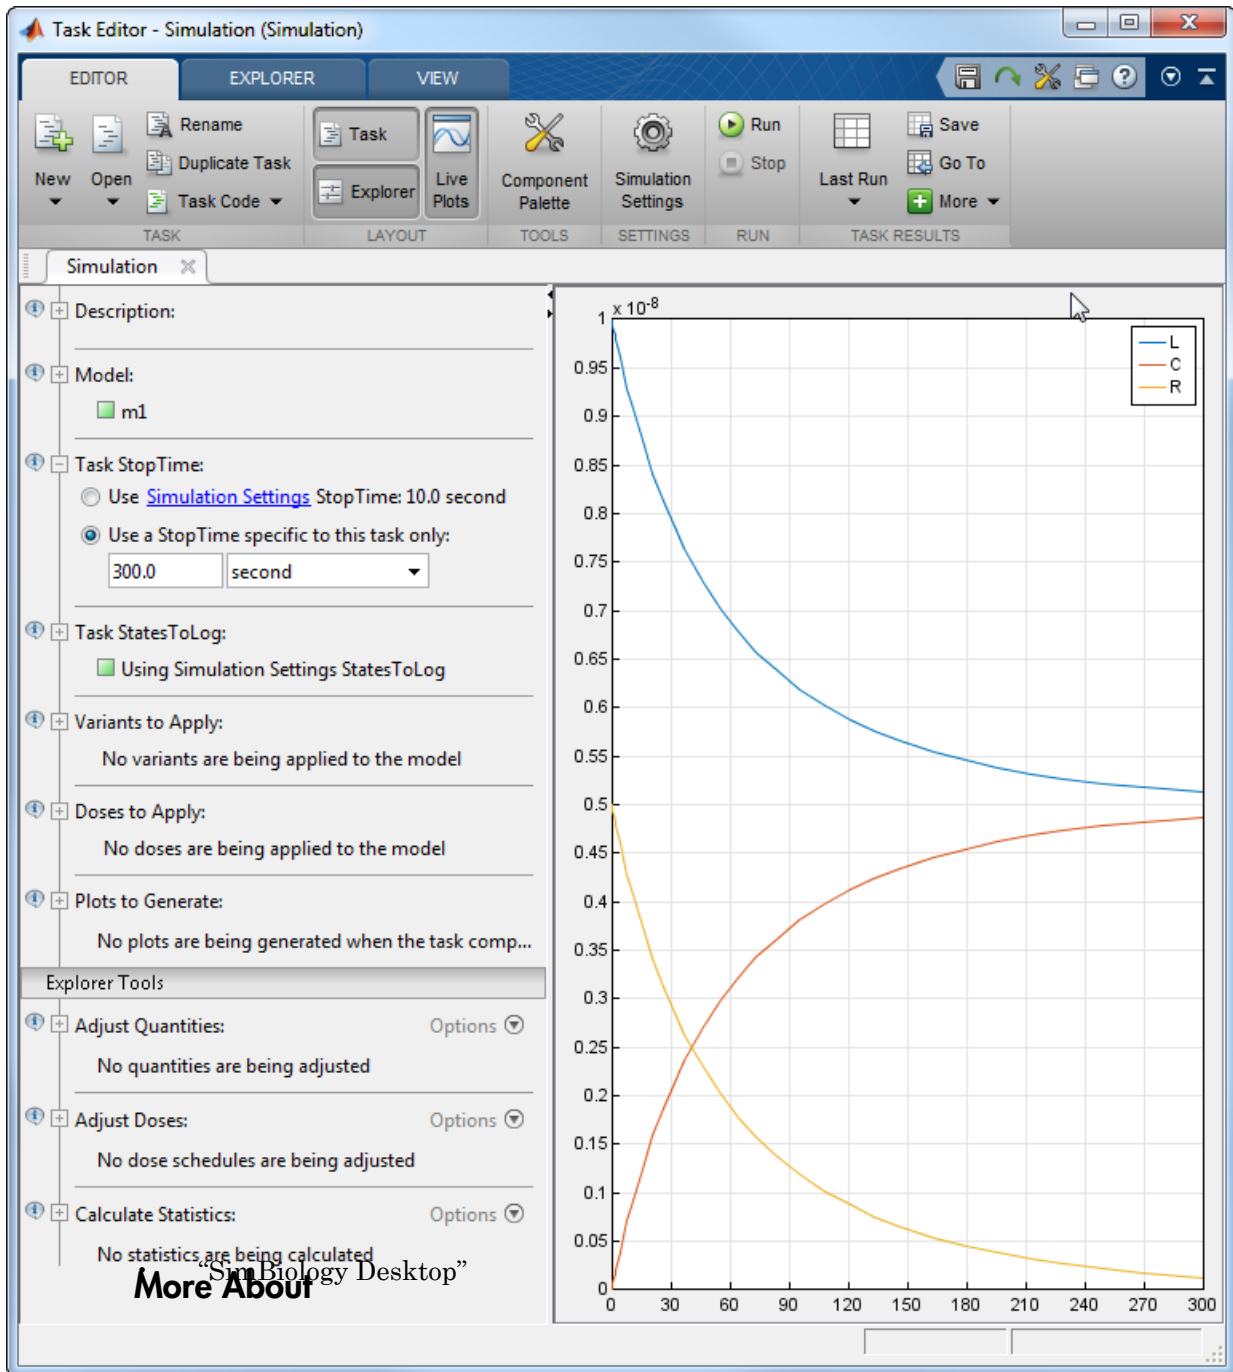 Task Editor - Simulation (Simulation)
EDITOR EXPLORER VIEW
New
Open
Rename
Duplicate Task
Task Code
TASK
Task
Explorer
Live Plots
LAYOUT
Component Palette
TOOLS
Simulation Settings
SETTINGS
Run
Stop
RUN
Last Run
Save
Go To
More
TASK RESULTS
Simulation
Description:
Model:
m1
Task StopTime:
Use Simulation Settings StopTime: 10.0 second
Use a StopTime specific to this task only:
300.0 second
Task StatesToLog:
Using Simulation Settings StatesToLog
Variants to Apply:
No variants are being applied to the model
Doses to Apply:
No doses are being applied to the model
Plots to Generate:
No plots are being generated when the task comp...
Explorer Tools
Adjust Quantities: Options
No quantities are being adjusted
Adjust Doses: Options
No dose schedules are being adjusted
Calculate Statistics: Options
No statistics are being calculated
“SimBiology Desktop”
More About
x 10-8
1
0.95
0.9
0.85
0.8
0.75
0.7
0.65
0.6
0.55
0.5
0.45
0.4
0.35
0.3
0.25
0.2
0.15
0.1
0.05
0
0 30 60 90 120 150 180 210 240 270 300
L
C
R